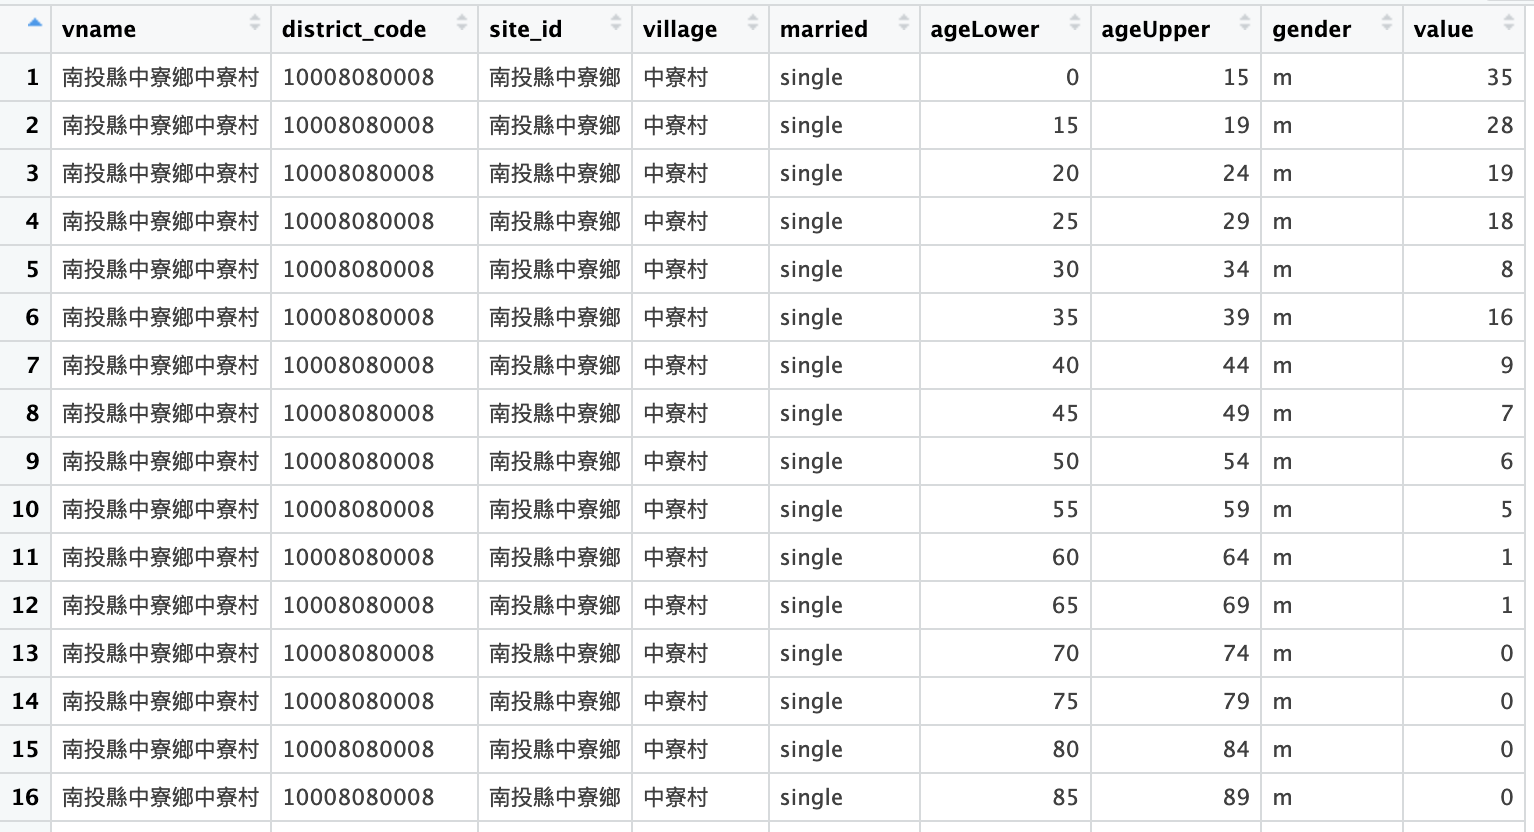 vname district_code site_id village married ageLower ageUpper gender value
1 南投縣中寮鄉中寮村 10008080008 南投縣中寮鄉 中寮村 single 0 15 m 35
2 南投縣中寮鄉中寮村 10008080008 南投縣中寮鄉 中寮村 single 15 19 m 28
3 南投縣中寮鄉中寮村 10008080008 南投縣中寮鄉 中寮村 single 20 24 m 19
4 南投縣中寮鄉中寮村 10008080008 南投縣中寮鄉 中寮村 single 25 29 m 18
5 南投縣中寮鄉中寮村 10008080008 南投縣中寮鄉 中寮村 single 30 34 m 8
6 南投縣中寮鄉中寮村 10008080008 南投縣中寮鄉 中寮村 single 35 39 m 16
7 南投縣中寮鄉中寮村 10008080008 南投縣中寮鄉 中寮村 single 40 44 m 9
8 南投縣中寮鄉中寮村 10008080008 南投縣中寮鄉 中寮村 single 45 49 m 7
9 南投縣中寮鄉中寮村 10008080008 南投縣中寮鄉 中寮村 single 50 54 m 6
10 南投縣中寮鄉中寮村 10008080008 南投縣中寮鄉 中寮村 single 55 59 m 5
11 南投縣中寮鄉中寮村 10008080008 南投縣中寮鄉 中寮村 single 60 64 m 1
12 南投縣中寮鄉中寮村 10008080008 南投縣中寮鄉 中寮村 single 65 69 m 1
13 南投縣中寮鄉中寮村 10008080008 南投縣中寮鄉 中寮村 single 70 74 m 0
14 南投縣中寮鄉中寮村 10008080008 南投縣中寮鄉 中寮村 single 75 79 m 0
15 南投縣中寮鄉中寮村 10008080008 南投縣中寮鄉 中寮村 single 80 84 m 0
16 南投縣中寮鄉中寮村 10008080008 南投縣中寮鄉 中寮村 single 85 89 m 0